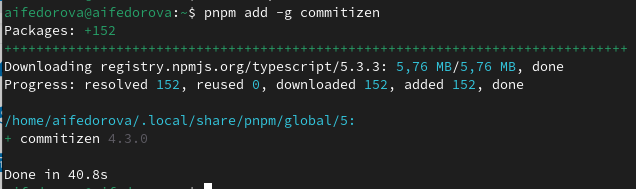 aifedorova@aifedorova:~$ pnpm add -g commitizen
Packages: +152
++++++++++++++++++++++++++++++++++++++++++++++++++++++++++++++++++++++++++++++
Downloading registry.npmjs.org/typescript/5.3.3: 5,76 MB/5,76 MB, done
Progress: resolved 152, reused 0, downloaded 152, added 152, done
/home/aifedorova/.local/share/pnpm/global/5:
+ commitizen 4.3.0
Done in 40.8s